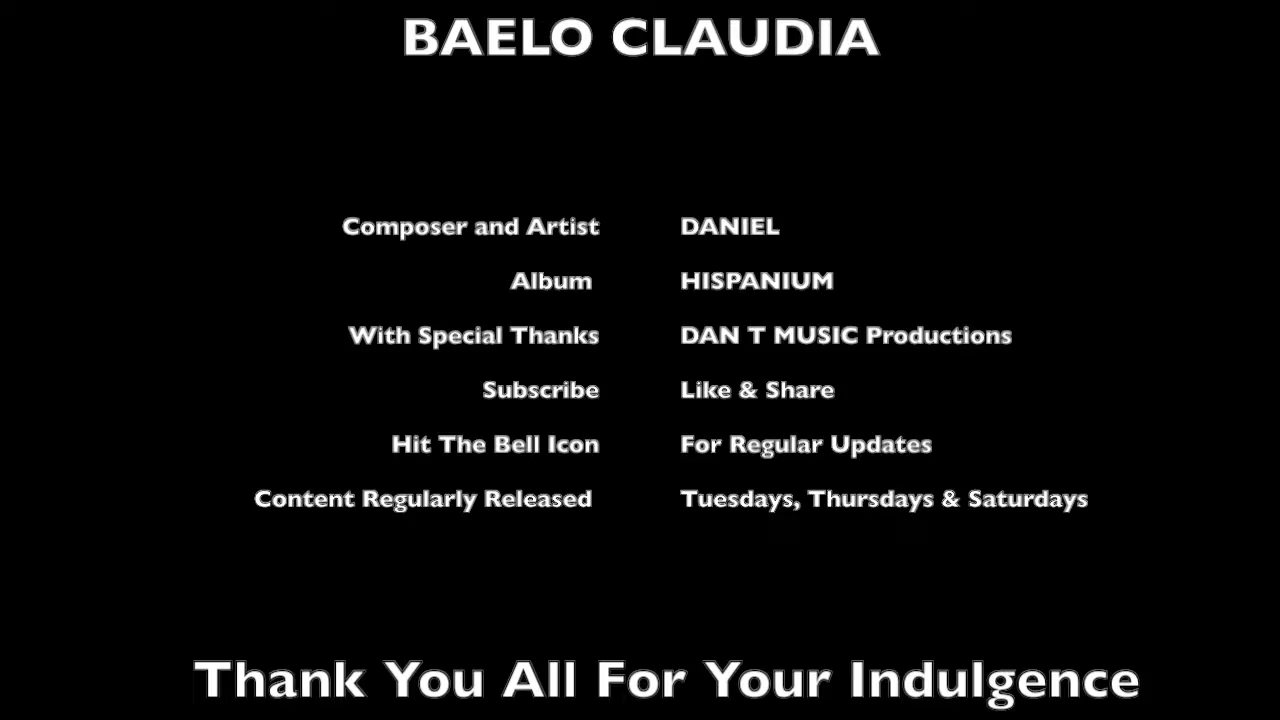 BAELO CLAUDIA
Composer and Artist DANIEL
Album HISPANIUM
With Special Thanks DAN T MUSIC Productions
Subscribe Like & Share
Hit The Bell Icon For Regular Updates
Content Regularly Released Tuesdays, Thursdays & Saturdays
Thank You All For Your Indulgence